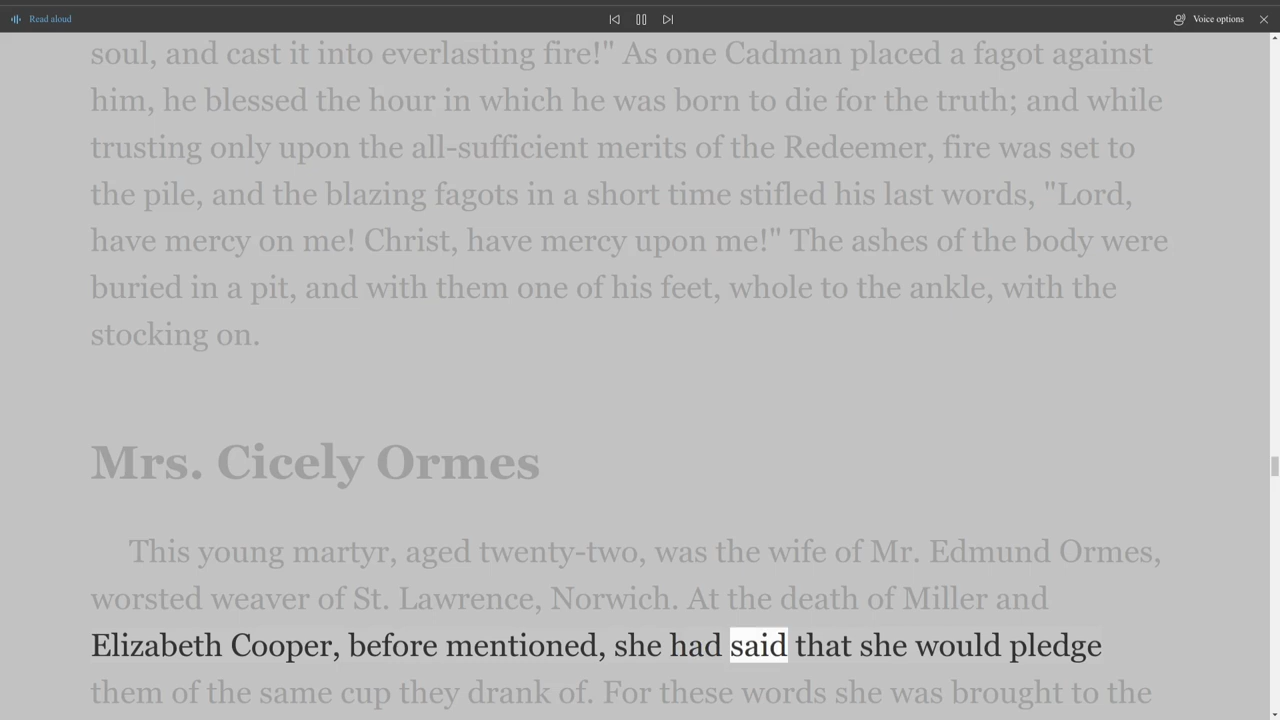 Read aloud
Voice options
soul, and cast it into everlasting fire!" As one Cadman placed a fagot against
him, he blessed the hour in which he was born to die for the truth; and while
trusting only upon the all-sufficient merits of the Redeemer, fire was set to
the pile, and the blazing fagots in a short time stifled his last words, "Lord,
have mercy on me! Christ, have mercy upon me!" The ashes of the body were
buried in a pit, and with them one of his feet, whole to the ankle, with the
stocking on.
Mrs. Cicely Ormes
This young martyr, aged twenty-two, was the wife of Mr. Edmund Ormes,
worsted weaver of St. Lawrence, Norwich. At the death of Miller and
Elizabeth Cooper, before mentioned, she had said that she would pledge
them of the same cup they drank of. For these words she was brought to the